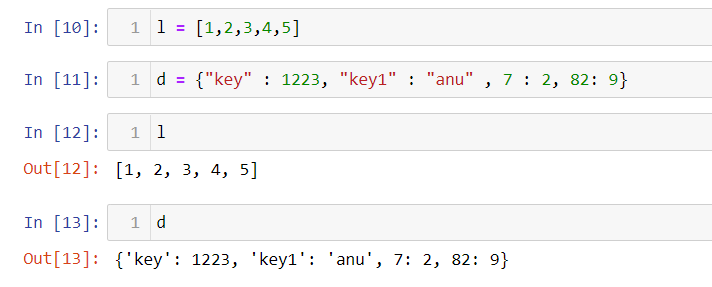 In [10]: 1 l = [1,2,3,4,5]
In [11]: 1 d = {"key" : 1223, "key1" : "anu" , 7 : 2, 82: 9}
In [12]: 1 l
Out[12]: [1, 2, 3, 4, 5]
In [13]: 1 d
Out[13]: {'key': 1223, 'key1': 'anu', 7: 2, 82: 9}